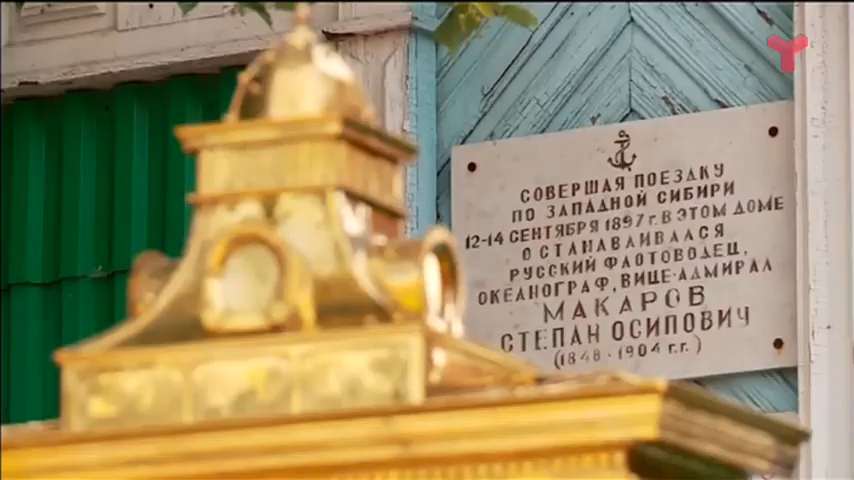 СОВЕРШАЯ ПОЕЗДКУ
ПО ЗАПАДНОЙ СИБИРИ
12-14 СЕНТЯБРЯ 1897 г. В ЭТОМ ДОМЕ
ОСТАНАВЛИВАЛСЯ
РУССКИЙ ФЛОТОВОДЕЦ,
ОКЕАНОГРАФ, ВИЦЕ-АДМИРАЛ
МАКАРОВ
СТЕПАН ОСИПОВИЧ
(1848-1904 г.г.)